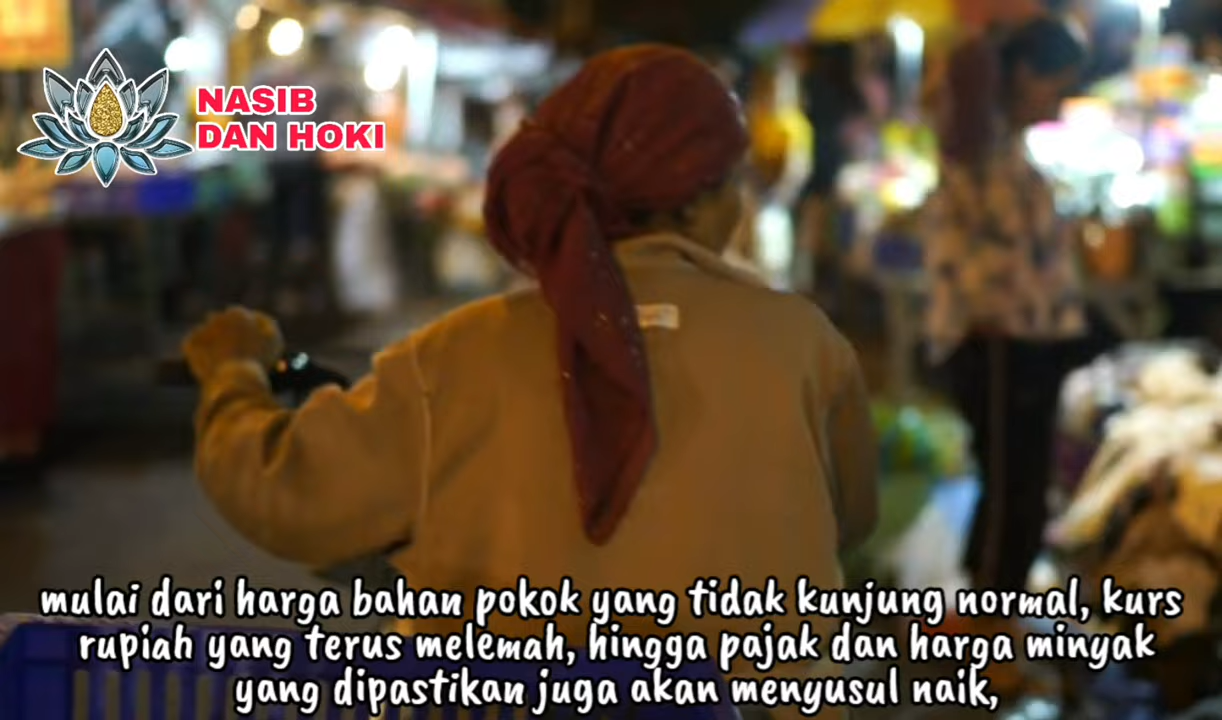 NASIB
DAN HOKI
mulai dari harga bahan pokok yang tidak kunjung normal, kurs
rupiah yang terus melemah, hingga pajak dan harga minyak
yang dipastikan juga akan menyusul naik,